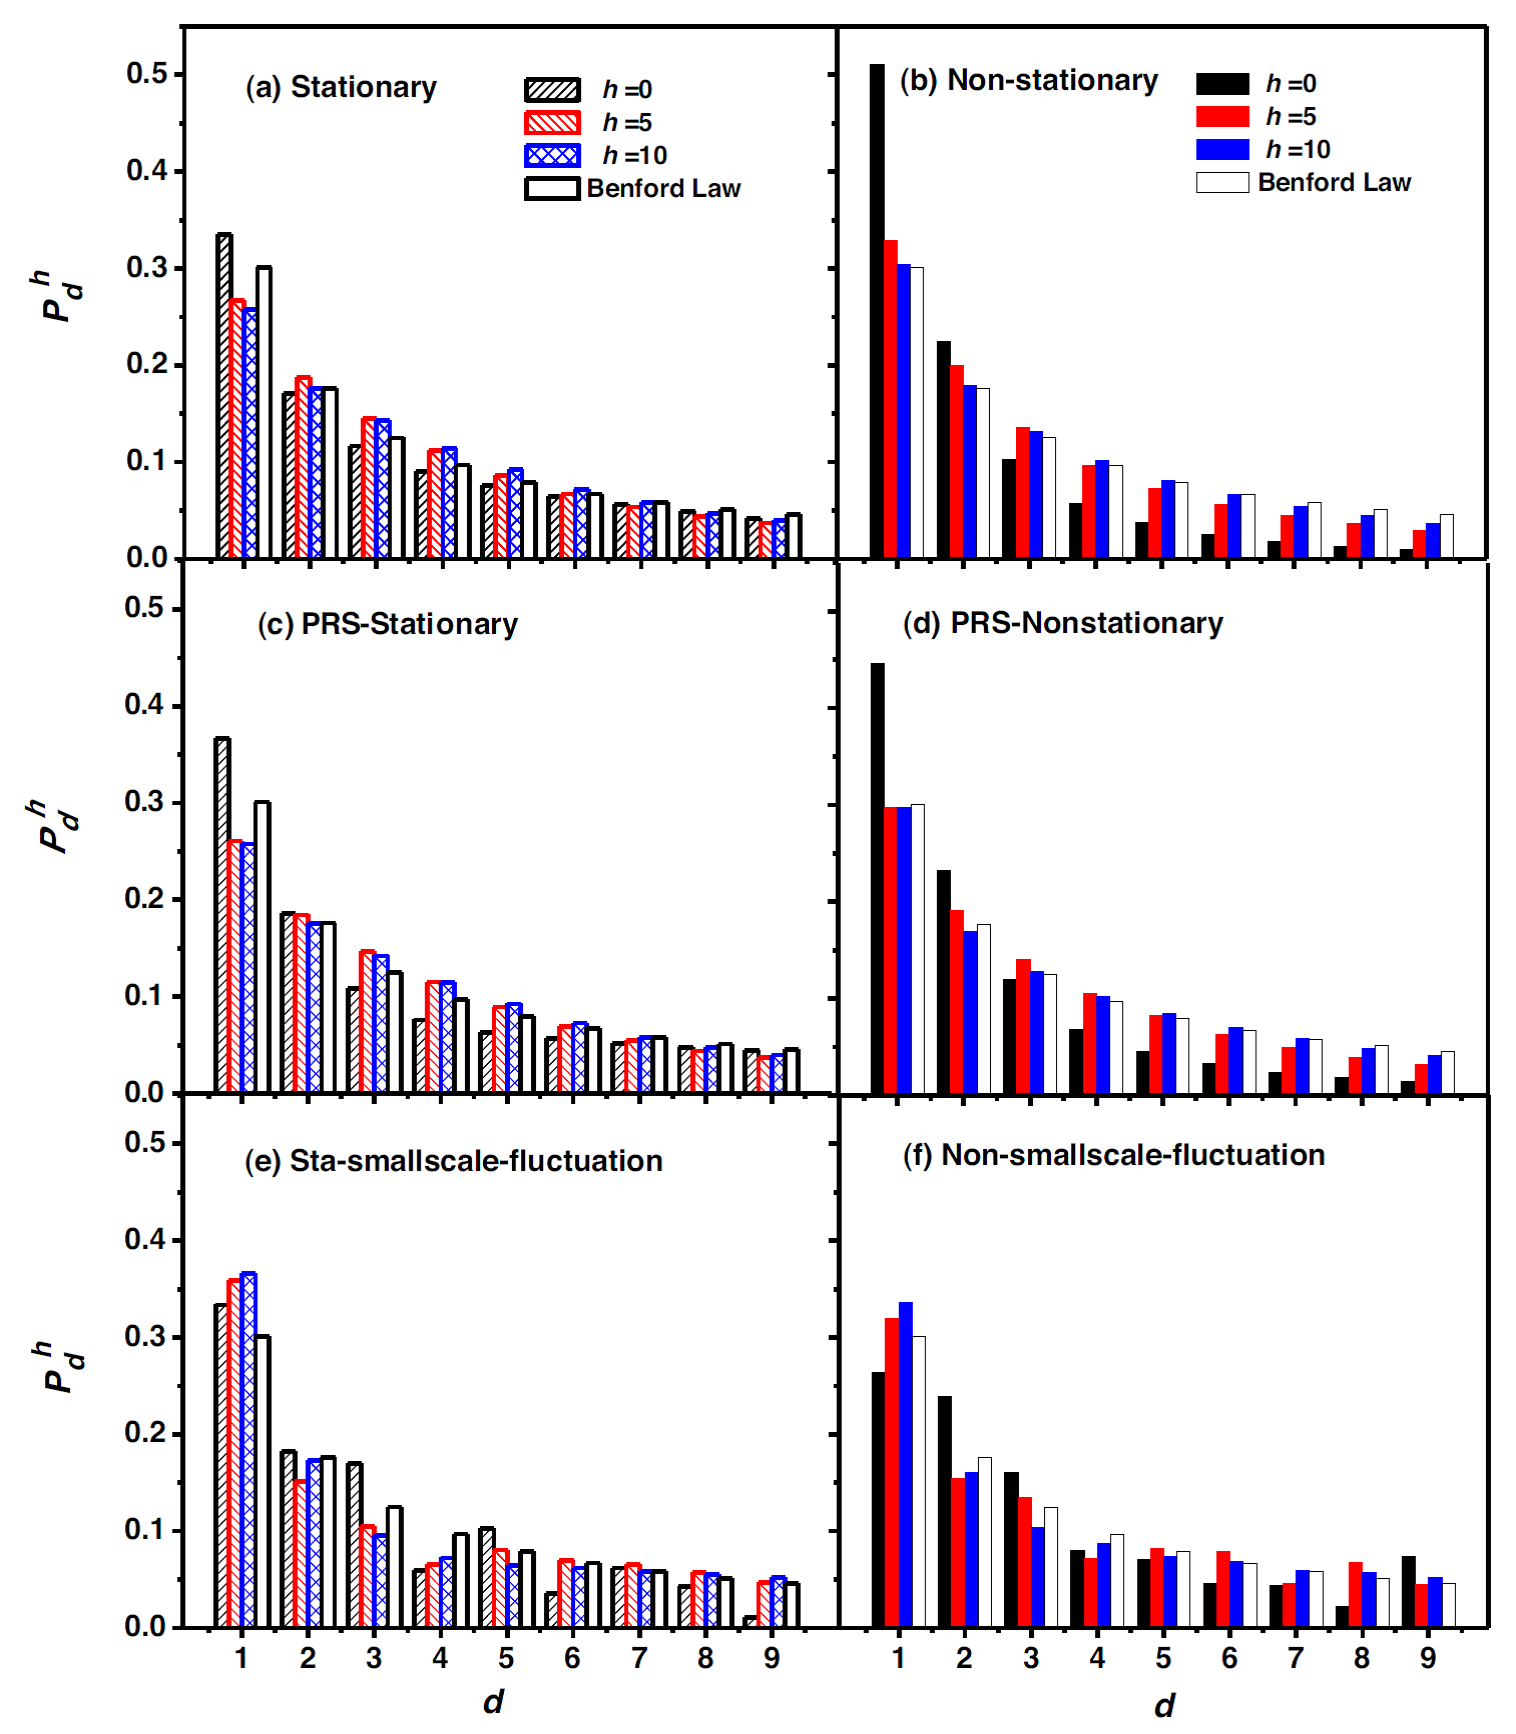 (a) Stationary
h =0
h =5
h =10
Benford Law
0.5
0.4
0.3
0.2
0.1
0.0
P_d^h
(b) Non-stationary
h =0
h =5
h =10
Benford Law
(c) PRS-Stationary
0.5
0.4
0.3
0.2
0.1
0.0
P_d^h
(d) PRS-Nonstationary
(e) Sta-smallscale-fluctuation
0.5
0.4
0.3
0.2
0.1
0.0
P_d^h
1 2 3 4 5 6 7 8 9
d
(f) Non-smallscale-fluctuation
1 2 3 4 5 6 7 8 9
d